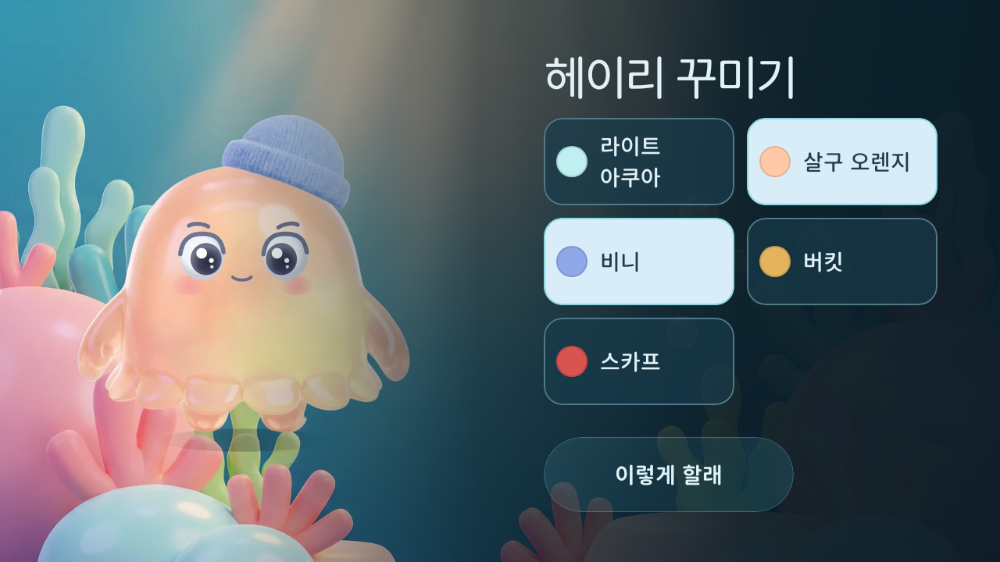 헤이리 꾸미기
라이트
아쿠아
살구 오렌지
비니
버킷
스카프
이렇게 할래